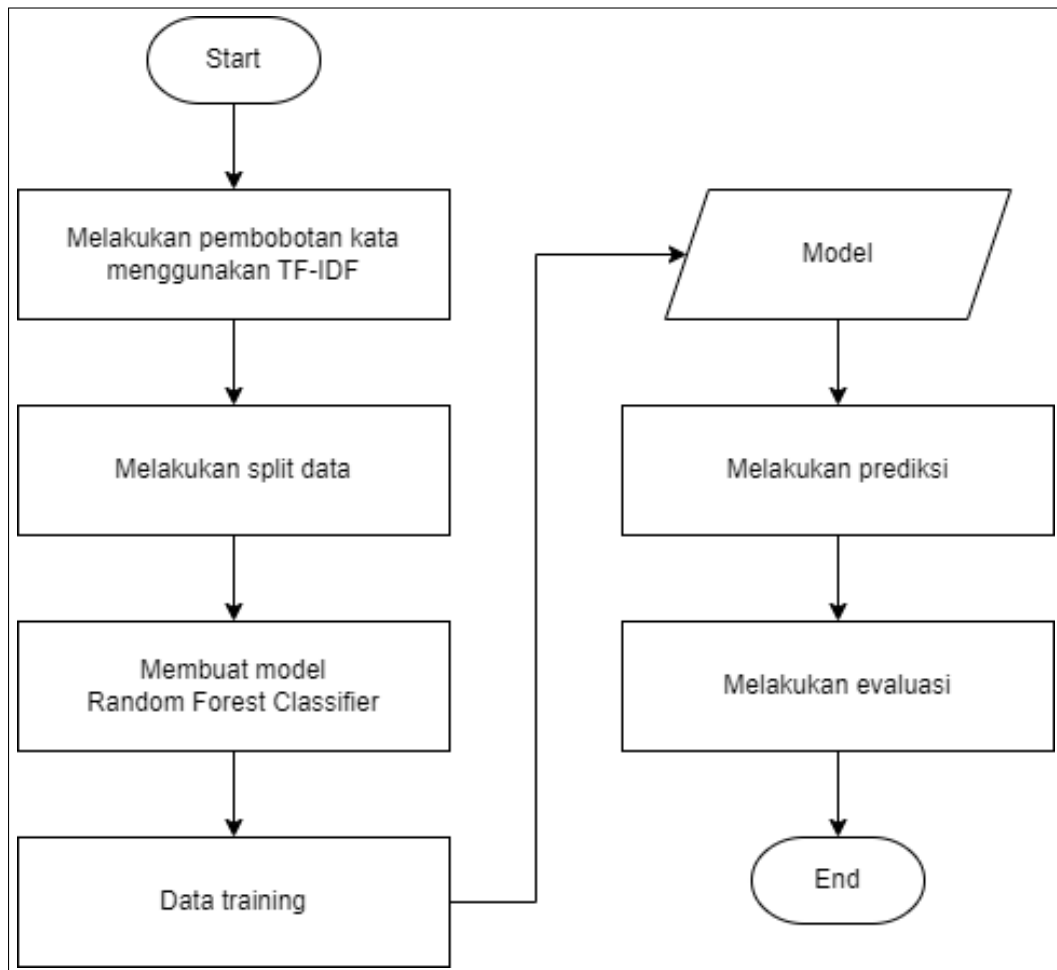 Start
Melakukan pembobotan kata
menggunakan TF-IDF
Melakukan split data
Membuat model
Random Forest Classifier
Data training
Model
Melakukan prediksi
Melakukan evaluasi
End